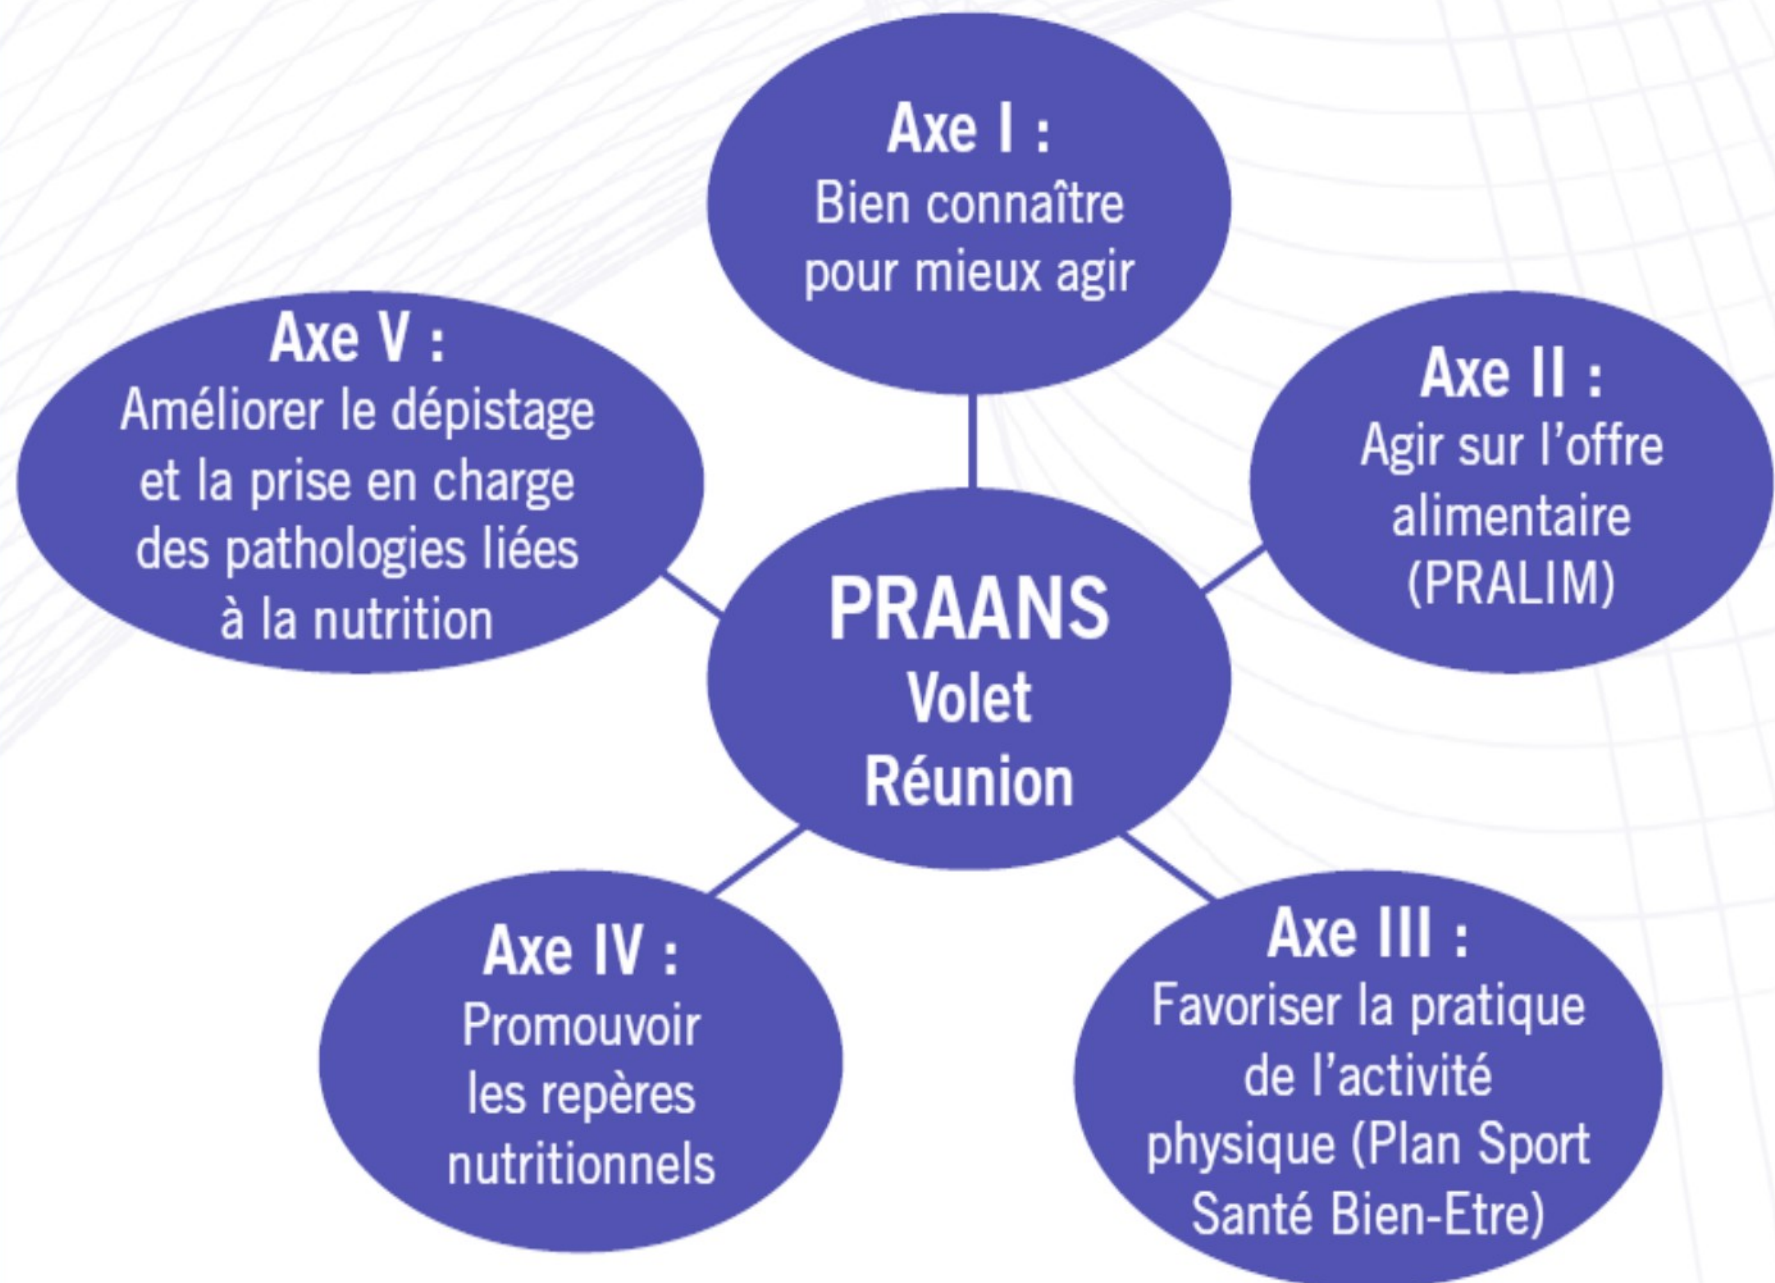 Axe I :
Bien connaître
pour mieux agir
Axe II :
Agir sur l’offre
alimentaire
(PRALIM)
Axe III :
Favoriser la pratique
de l’activité
physique (Plan Sport
Santé Bien-Etre)
Axe IV :
Promouvoir
les repères
nutritionnels
Axe V :
Améliorer le dépistage
et la prise en charge
des pathologies liées
à la nutrition
PRAANS
Volet
Réunion